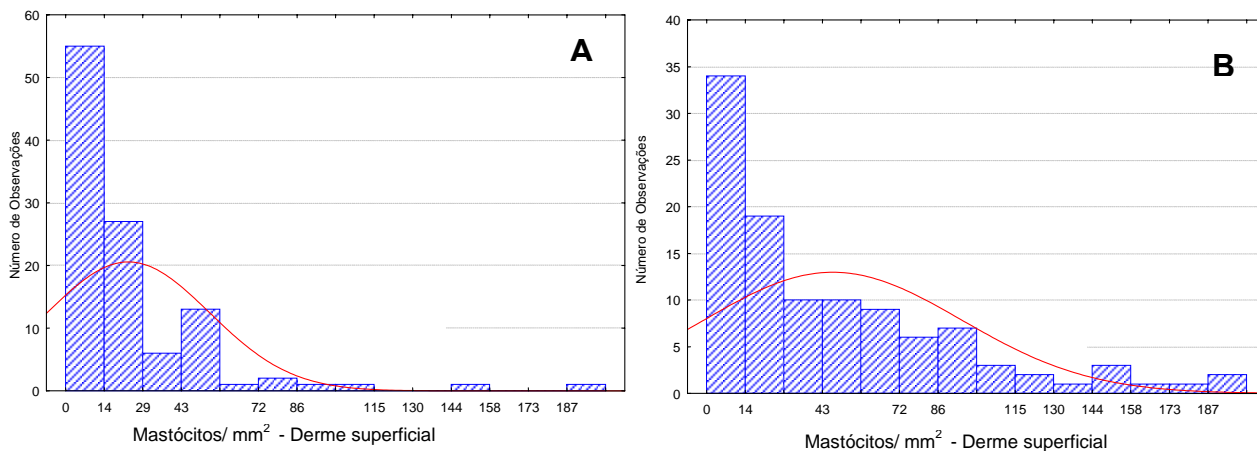 A
Número de Observações
60
50
40
30
20
10
0
0 14 29 43 72 86 115 130 144 158 173 187
Mastócitos/ mm² - Derme superficial
B
Número de Observações
40
35
30
25
20
15
10
5
0
0 14 43 72 86 115 130 144 158 173 187
Mastócitos/ mm² - Derme superficial